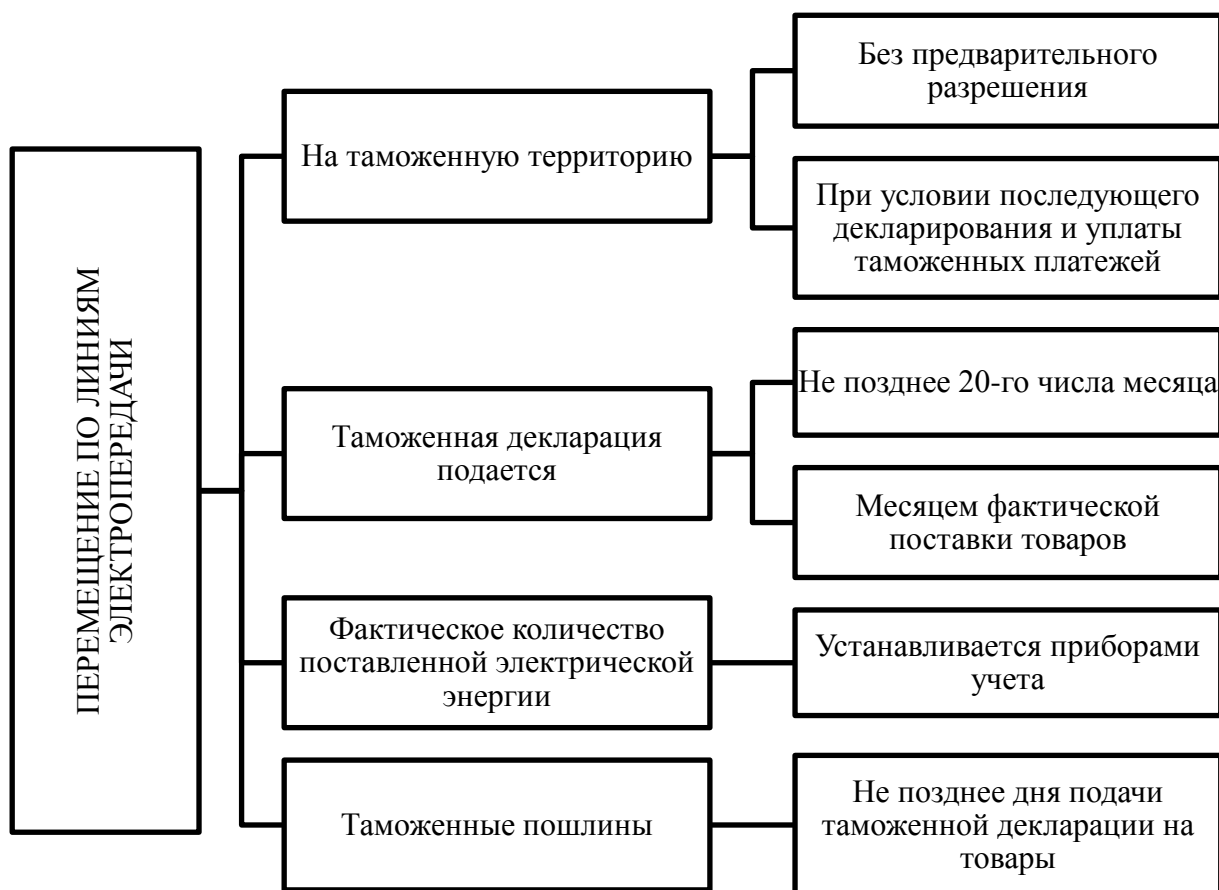 ПЕРЕМЕЩЕНИЕ ПО ЛИНИЯМ
ЭЛЕКТРОПЕРЕДАЧИ
На таможенную территорию
Без предварительного
разрешения
При условии последующего
декларирования и уплаты
таможенных платежей
Таможенная декларация
подается
Не позднее 20-го числа месяца
Месяцем фактической
поставки товаров
Фактическое количество
поставленной электрической
энергии
Устанавливается приборами
учета
Таможенные пошлины
Не позднее дня подачи
таможенной декларации на
товары